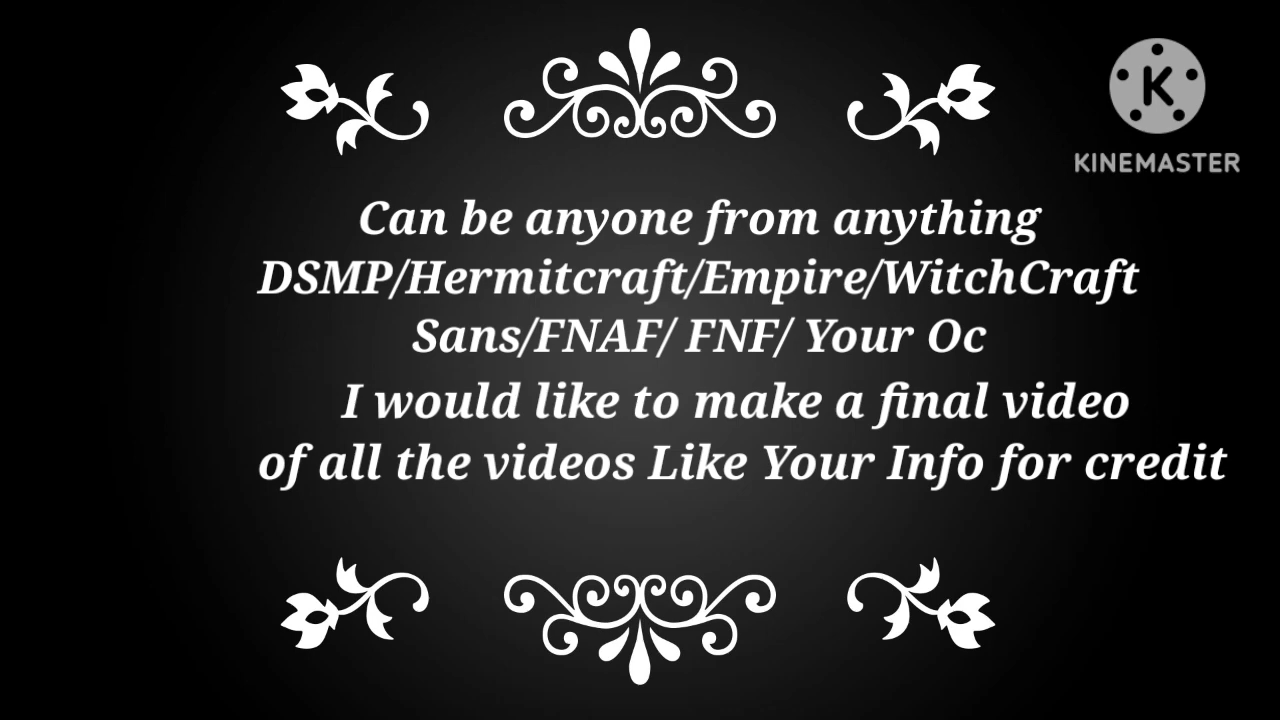 K
KINEMASTER
Can be anyone from anything
DSMP/Hermitcraft/Empire/WitchCraft
Sans/FNAF/ FNF/ Your Oc
I would like to make a final video
of all the videos Like Your Info for credit